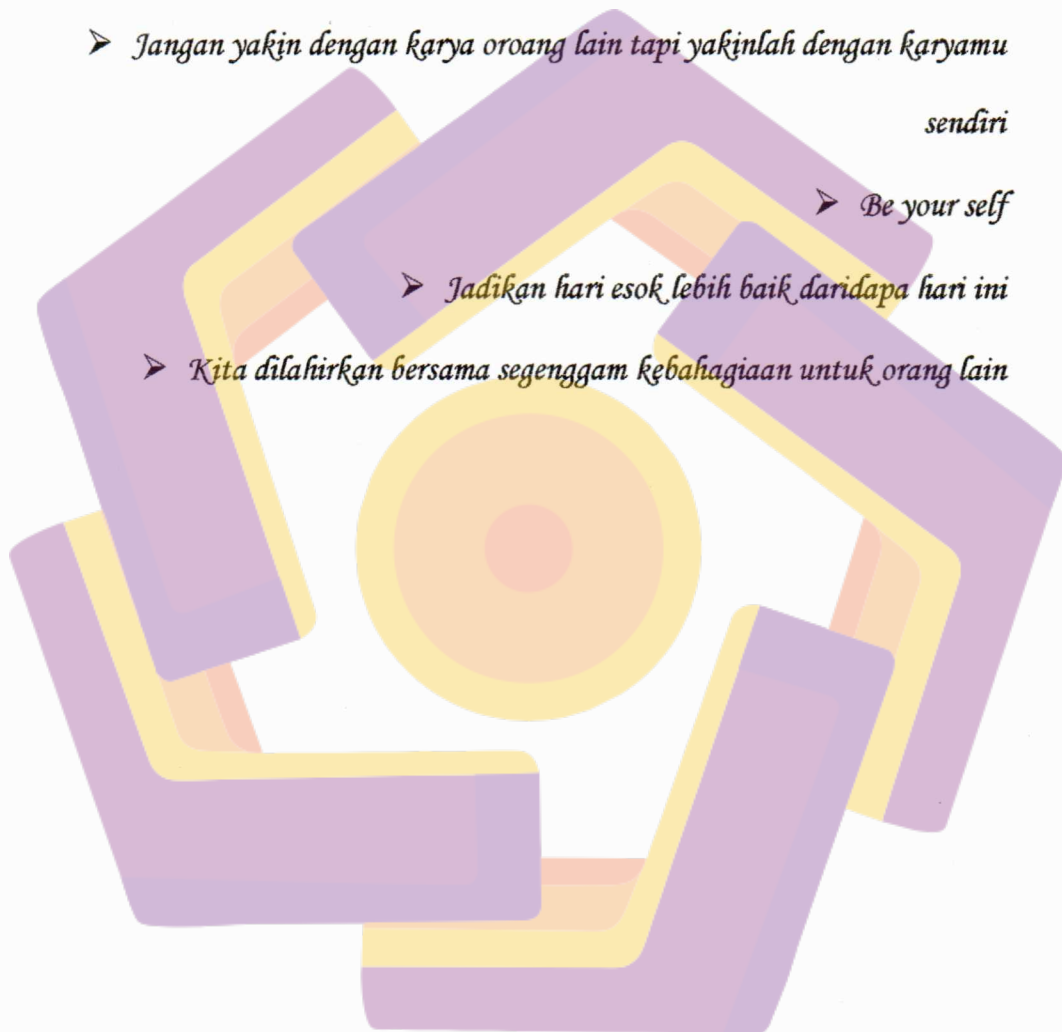 ➢ Jangan yakin dengan karya oroang lain tapi yakinlah dengan karyamu
sendiri
➢ Be your self
➢ Jadikan hari esok lebih baik daridapa hari ini
➢ Kita dilahirkan bersama segenggam kebahagiaan untuk orang lain